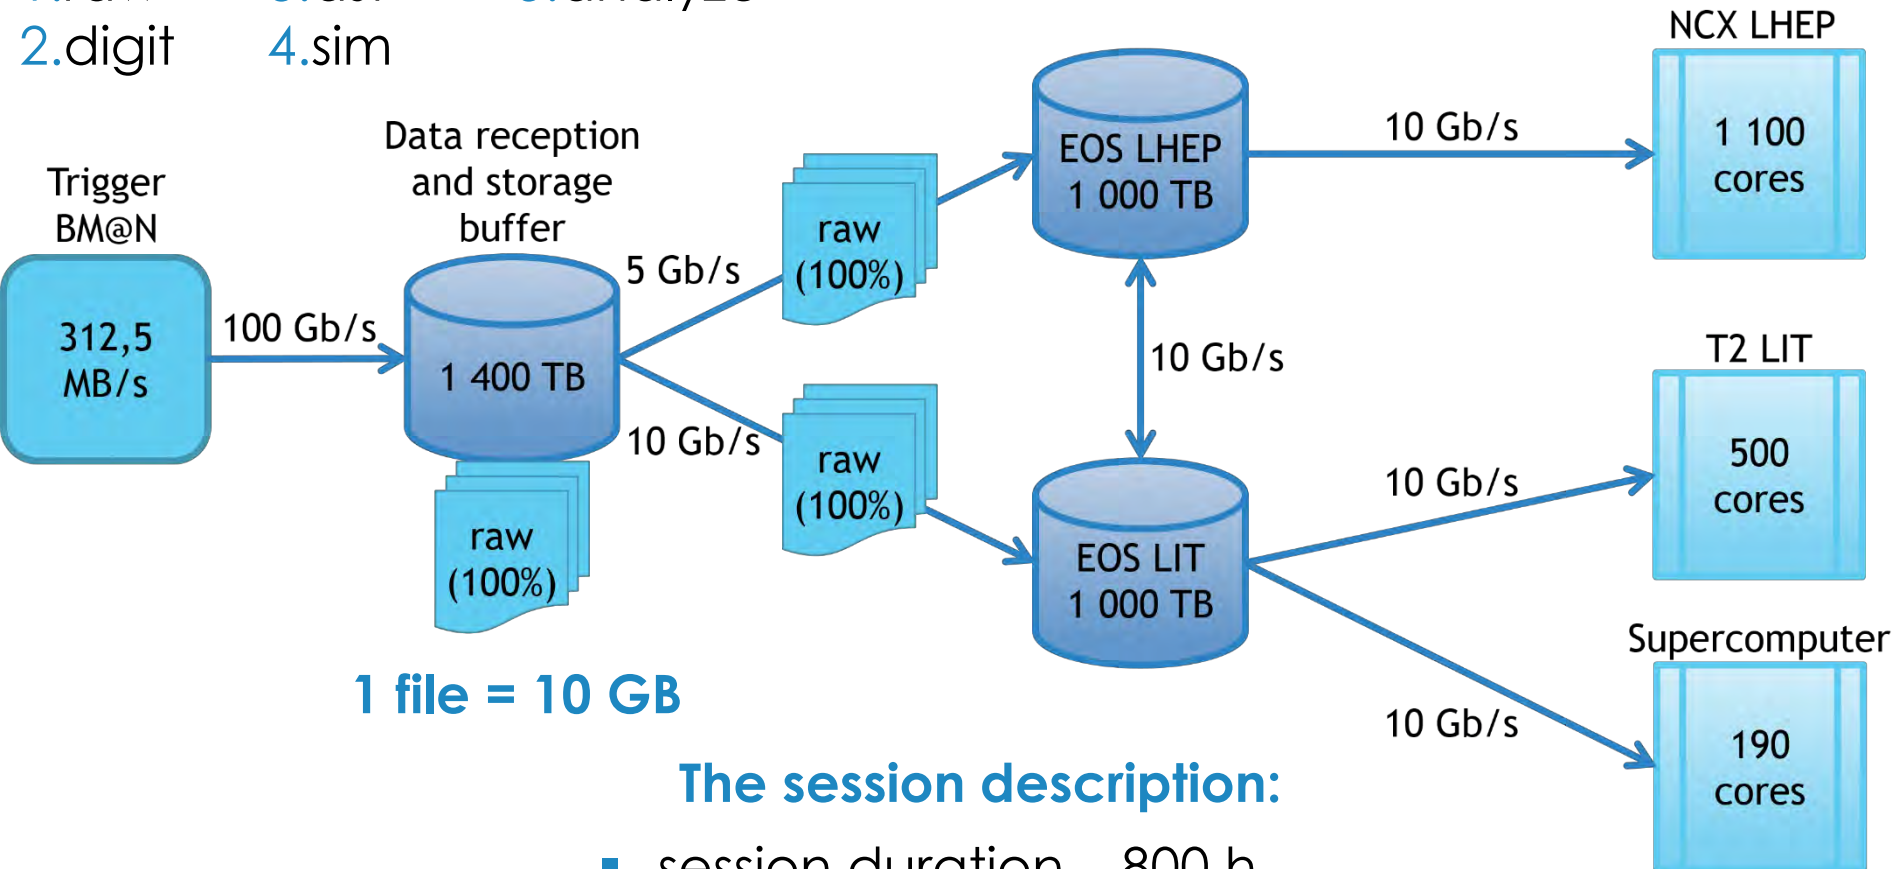 2.digit 4.sim
NCX LHEP
1 100
cores
Data reception
and storage
buffer
Trigger
BM@N
312,5
MB/s
100 Gb/s
1 400 TB
raw
(100%)
5 Gb/s
10 Gb/s
raw
(100%)
raw
(100%)
EOS LHEP
1 000 TB
10 Gb/s
10 Gb/s
EOS LIT
1 000 TB
10 Gb/s
10 Gb/s
T2 LIT
500
cores
Supercomputer
190
cores
1 file = 10 GB
The session description:
session duration 800 h